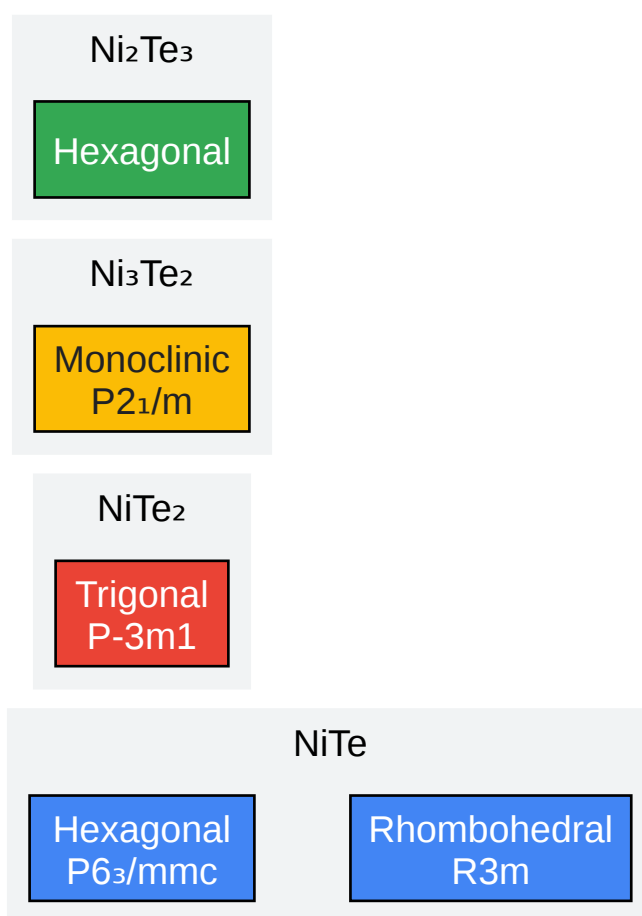 Ni₂Te₃
Hexagonal
Ni₃Te₂
Monoclinic
P2₁/m
NiTe₂
Trigonal
P-3m1
NiTe
Hexagonal
P6₃/mmc
Rhombohedral
R3m